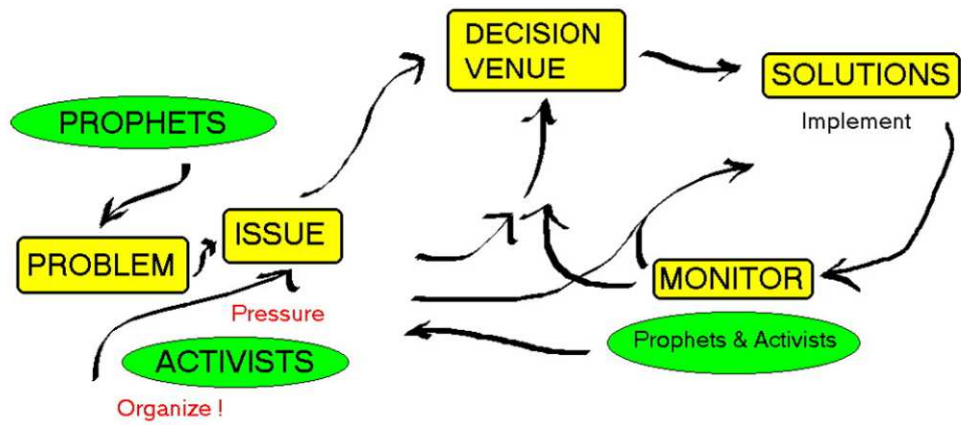 DECISION
VENUE
SOLUTIONS
Implement
PROPHETS
ISSUE
PROBLEM
MONITOR
Pressure
Prophets & Activists
ACTIVISTS
Organize !